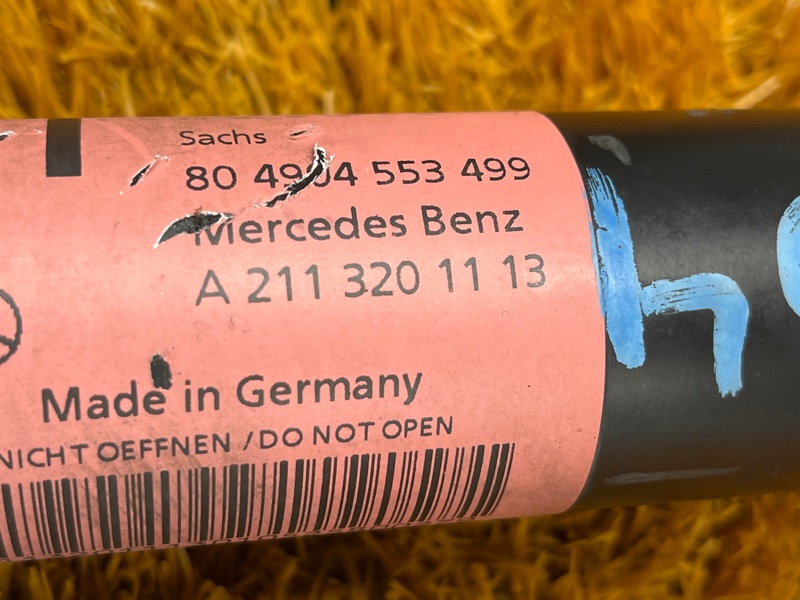 Sachs
80 4904 553 499
Mercedes Benz
A 211 320 11 13
Made in Germany
NICHT OEFFNEN / DO NOT OPEN
h